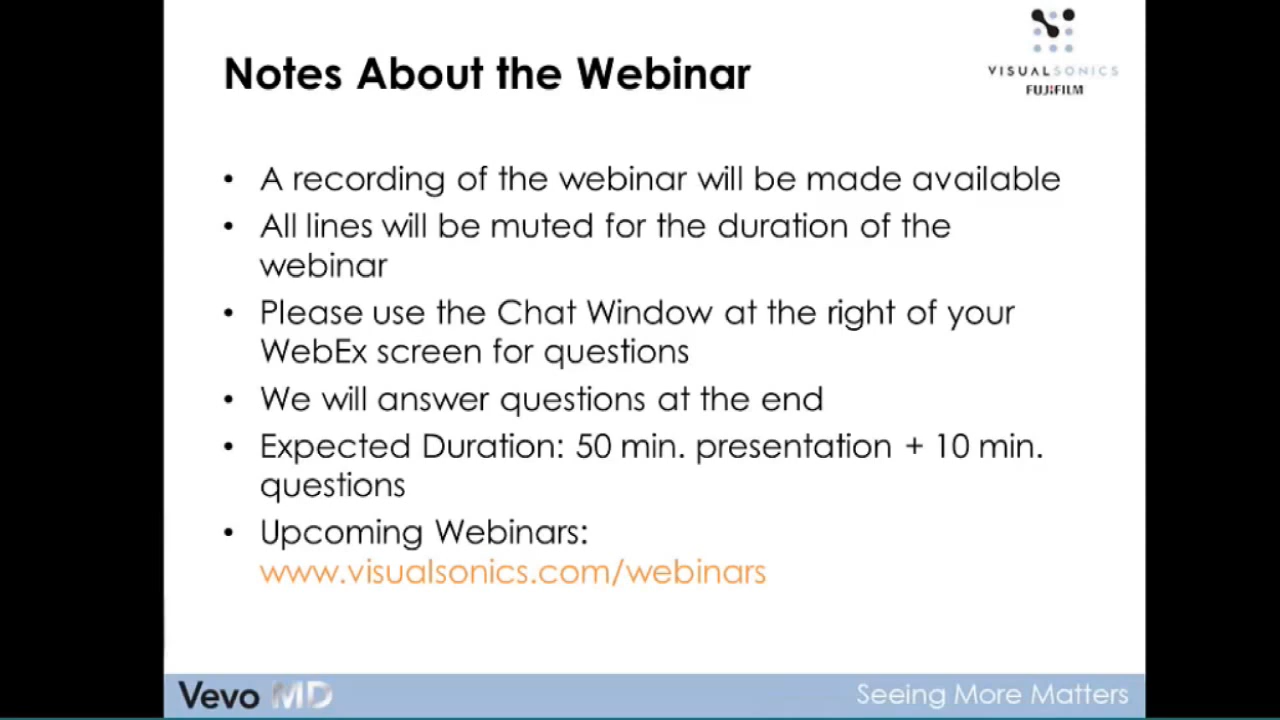 Notes About the Webinar
VISUALSONICS
FUJIFILM
• A recording of the webinar will be made available
• All lines will be muted for the duration of the
webinar
• Please use the Chat Window at the right of your
WebEx screen for questions
• We will answer questions at the end
• Expected Duration: 50 min. presentation + 10 min.
questions
• Upcoming Webinars:
www.visualsonics.com/webinars
Vevo MD
Seeing More Matters